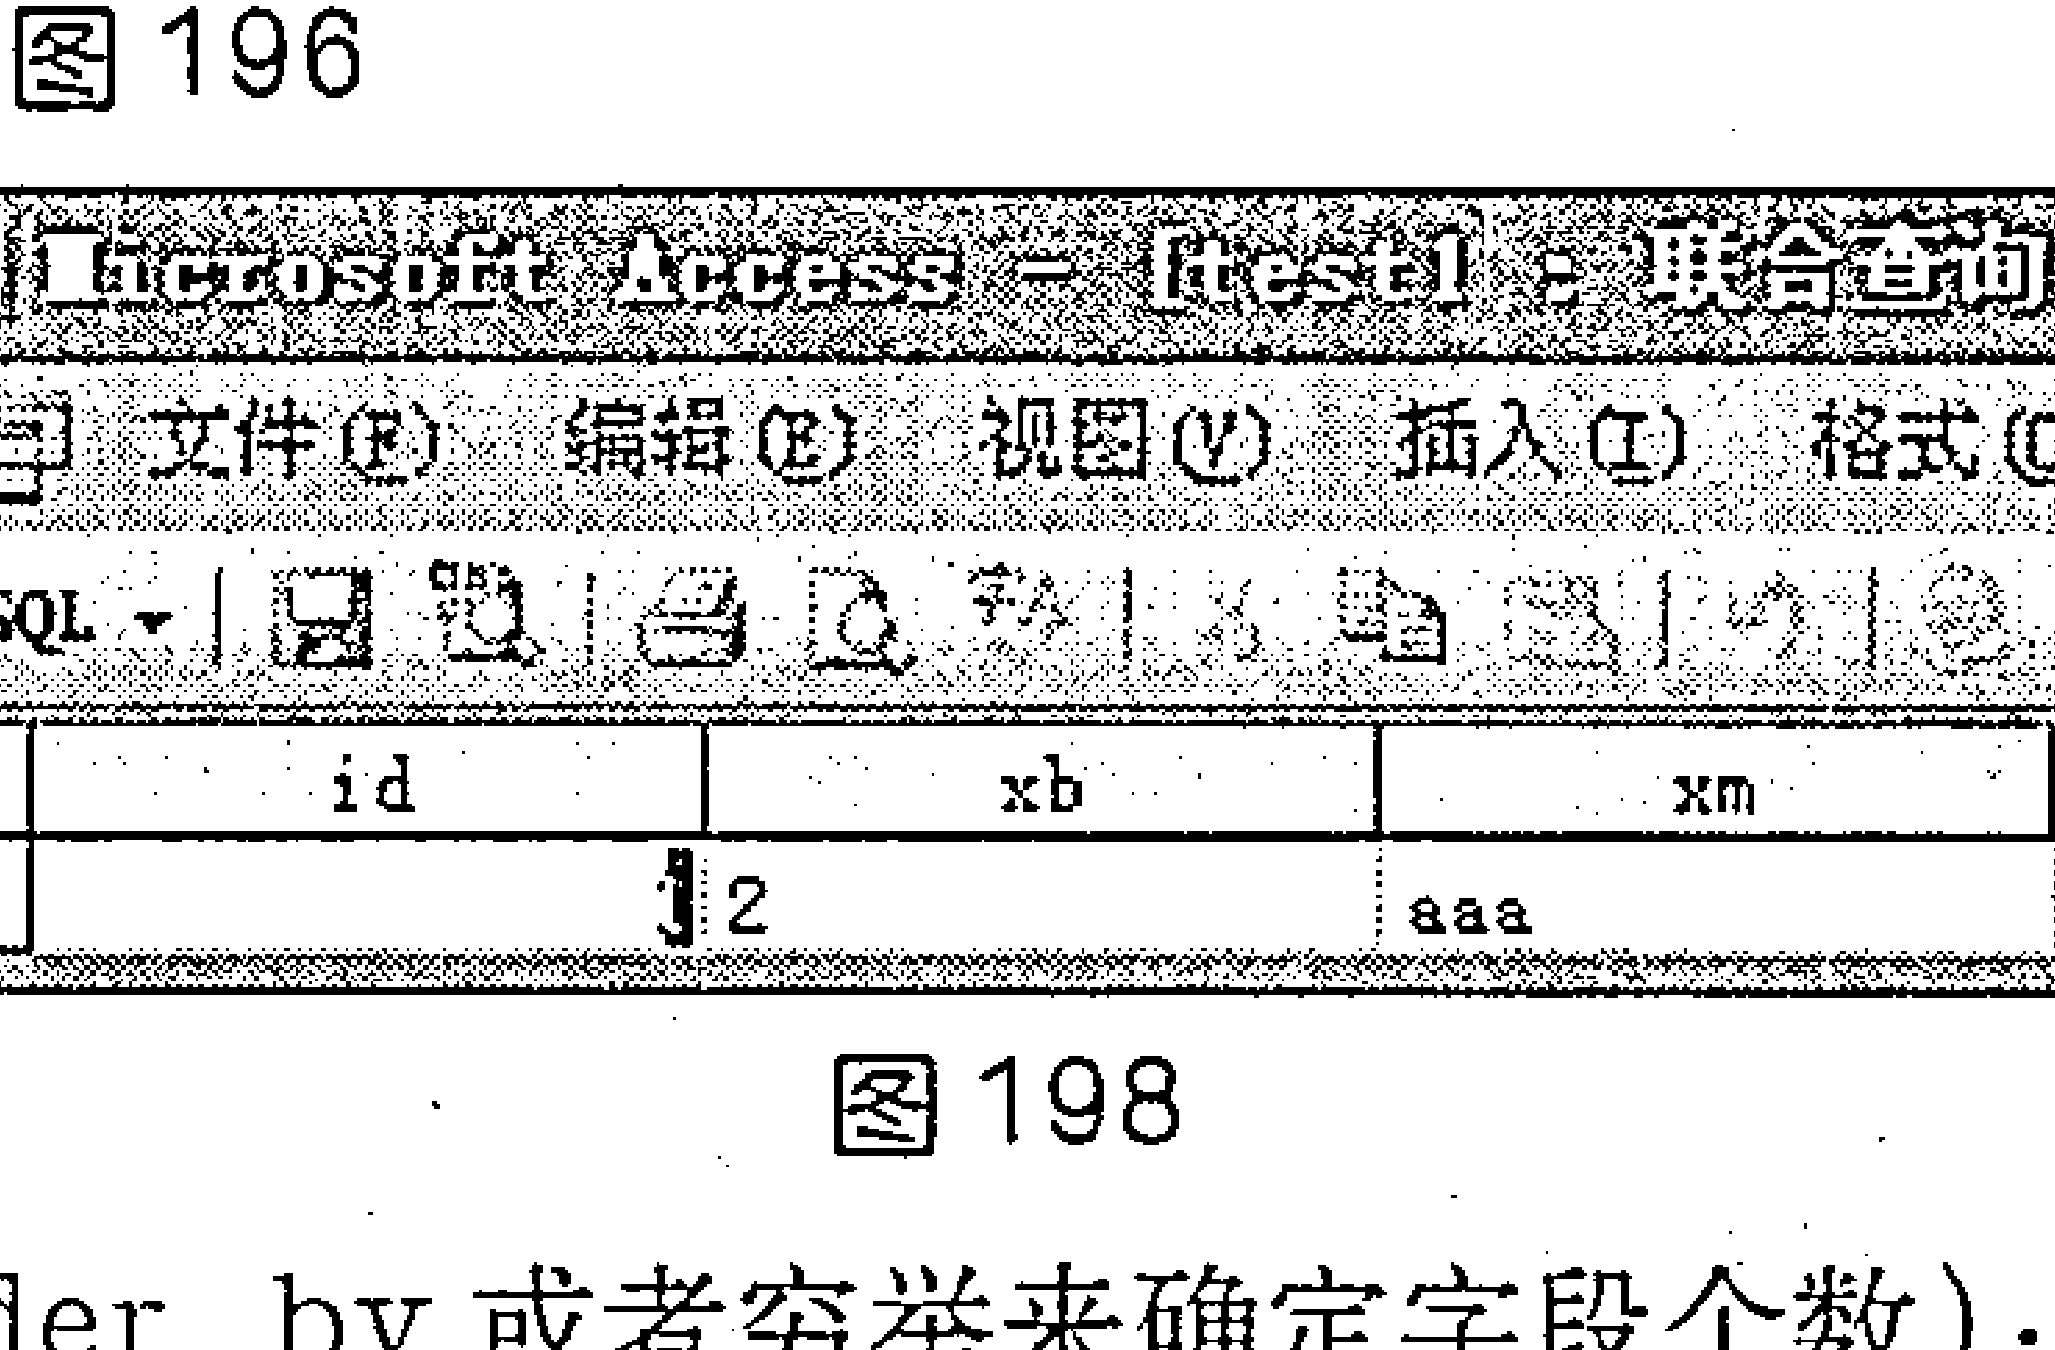 图 196
Microsoft Access - [test1 : 联合查询
文件(F) 编辑(E) 视图(V) 插入(I) 格式(O
SQL
id xb xm
2 aaa
图 198
der by 或者穷举来确定字段个数).